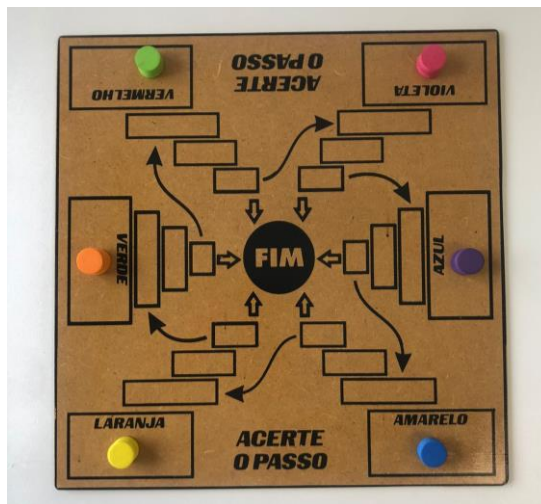 ACERTE
O PASSO
VERMELHO
VIOLETA
VERDE
FIM
AZUL
LARANJA
AMARELO
ACERTE
O PASSO